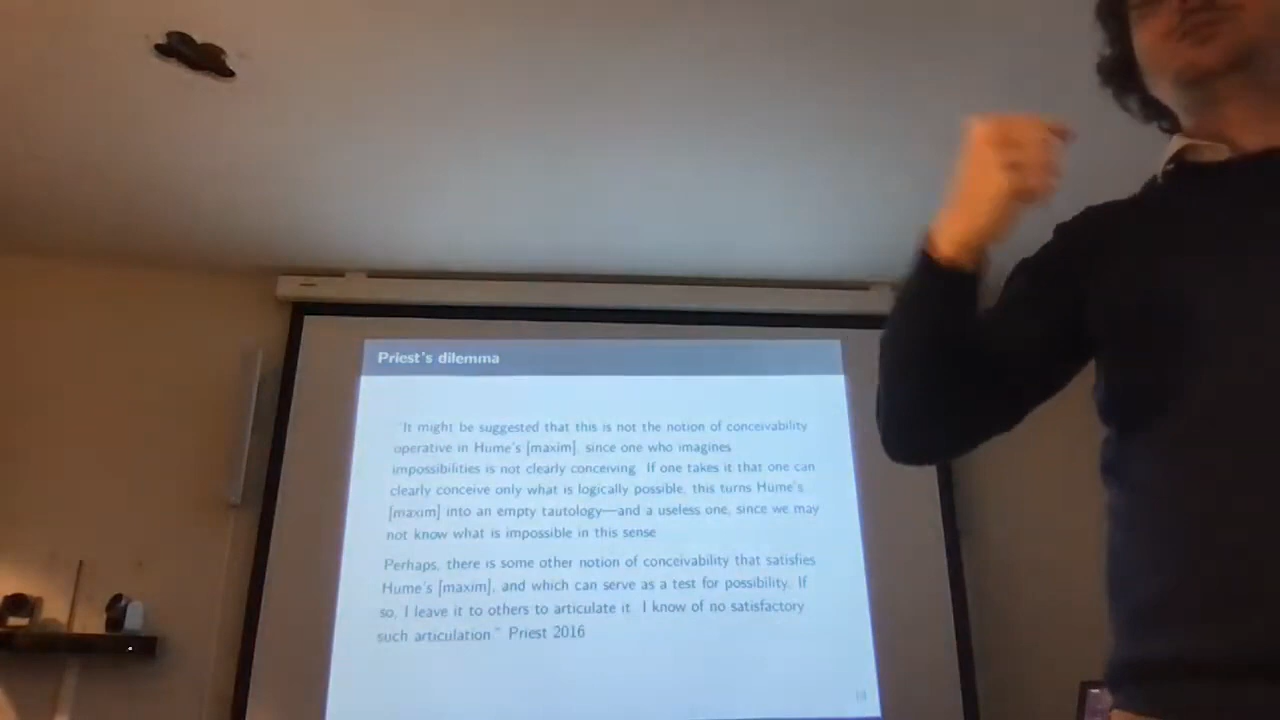 Priest's dilemma
"It might be suggested that this is not the notion of conceivability
operative in Hume's [maxim], since one who imagines
impossibilities is not clearly conceiving. If one takes it that one can
clearly conceive only what is logically possible, this turns Hume's
[maxim] into an empty tautology—and a useless one, since we may
not know what is impossible in this sense
Perhaps, there is some other notion of conceivability that satisfies
Hume's [maxim], and which can serve as a test for possibility. If
so, I leave it to others to articulate it. I know of no satisfactory
such articulation." Priest 2016